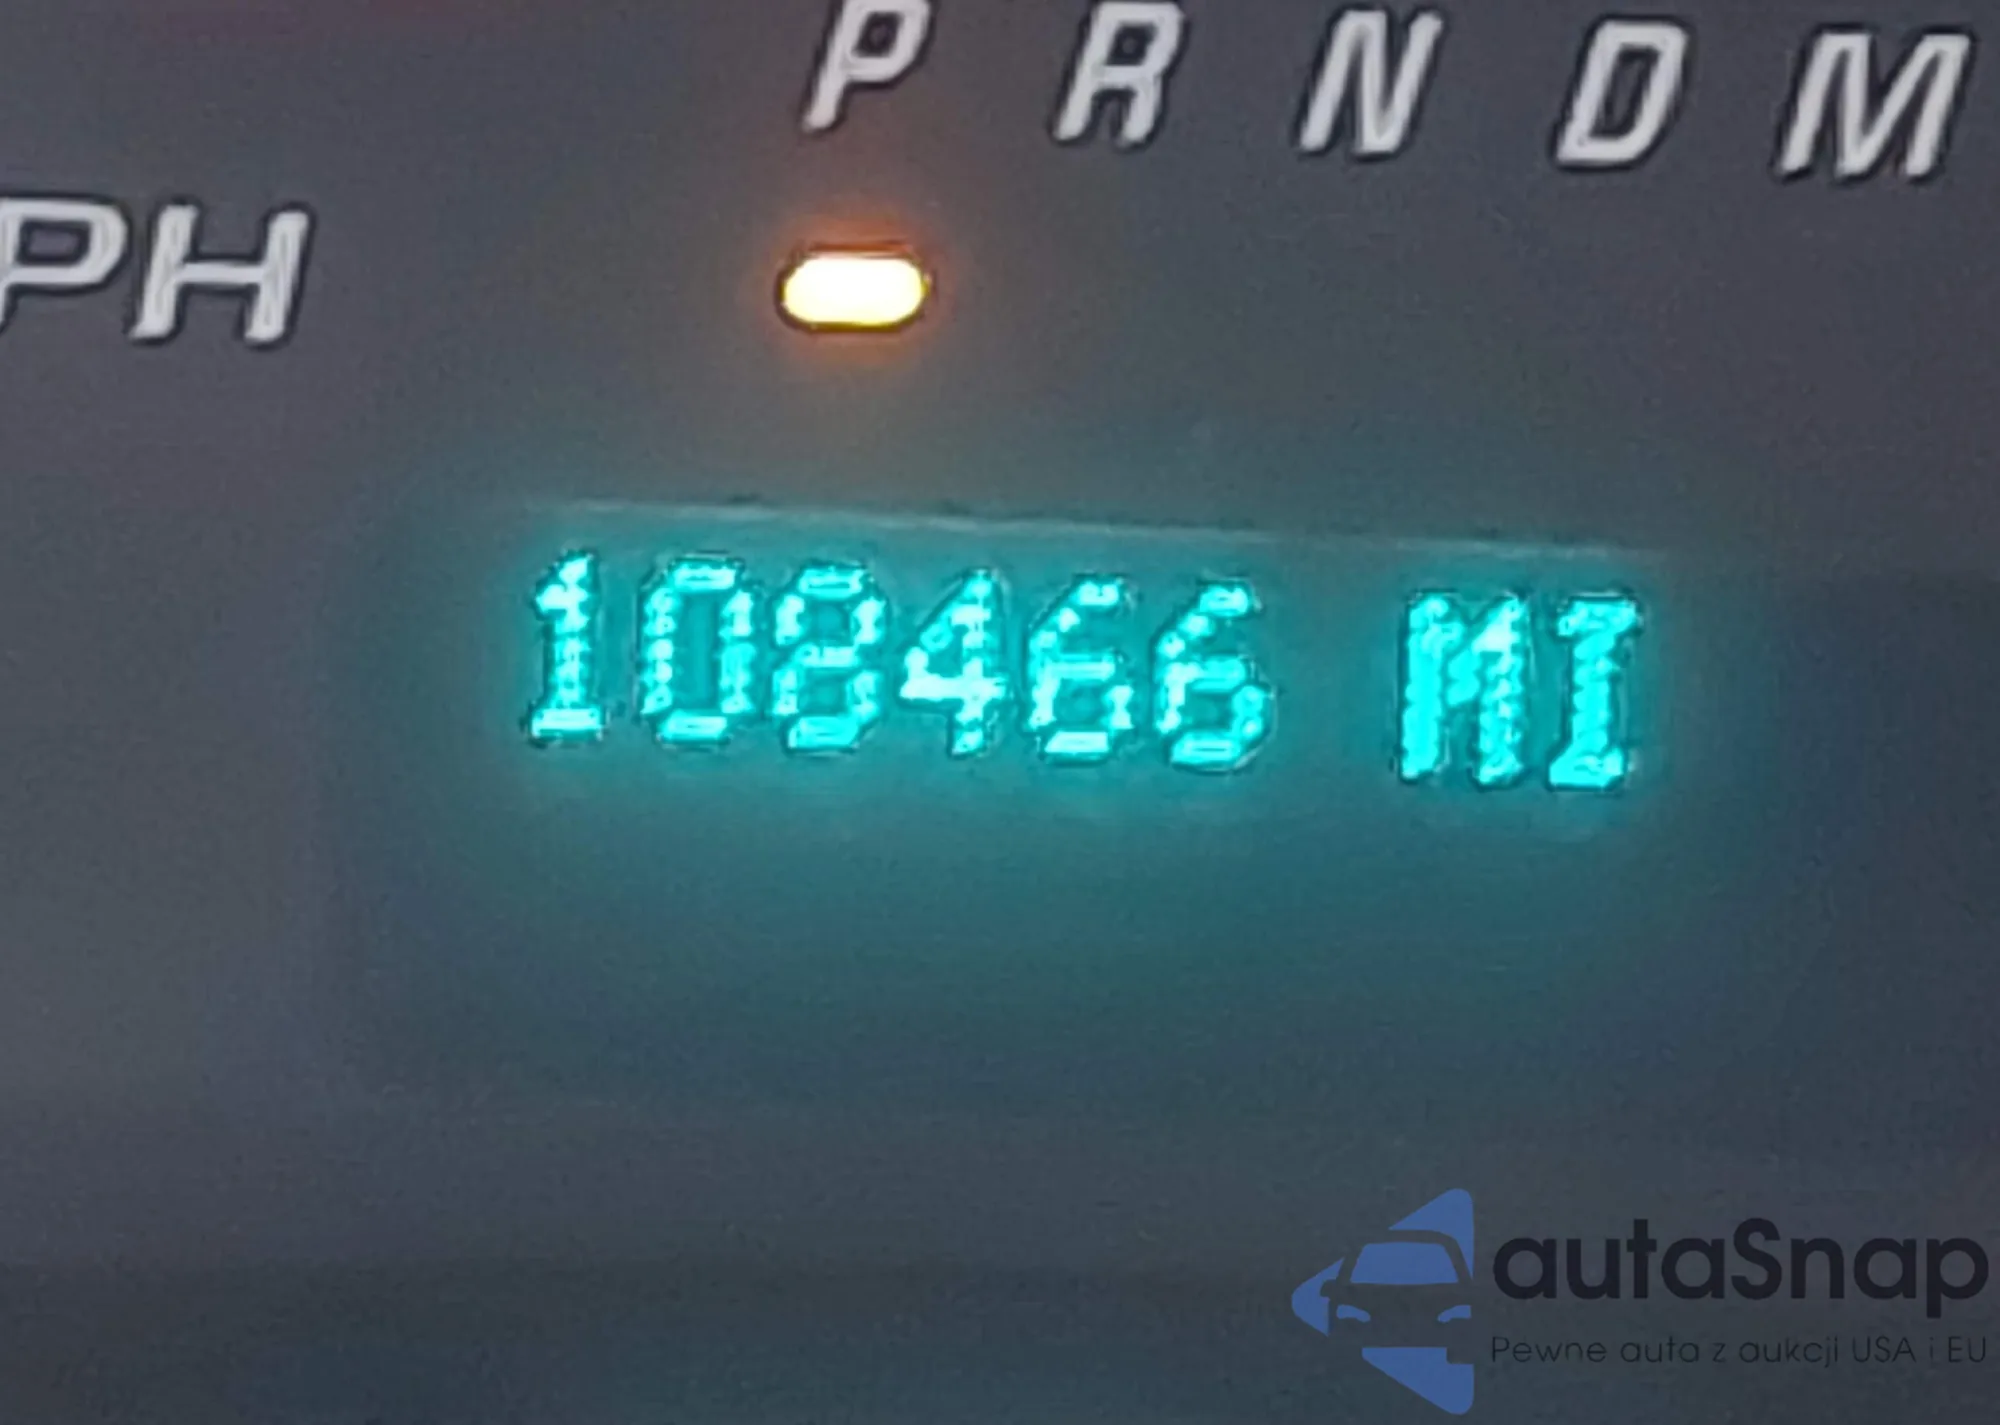 P R N D M
PH
108466 MI
autaSnap
Pewne auta z aukcji USA i EU